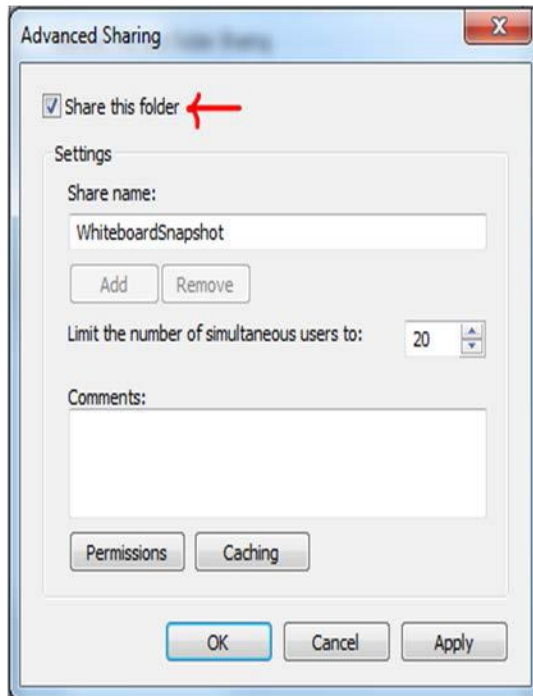 Advanced Sharing
Share this folder
Settings
Share name:
WhiteboardSnapshot
Add Remove
Limit the number of simultaneous users to: 20
Comments:
Permissions Caching
OK Cancel Apply